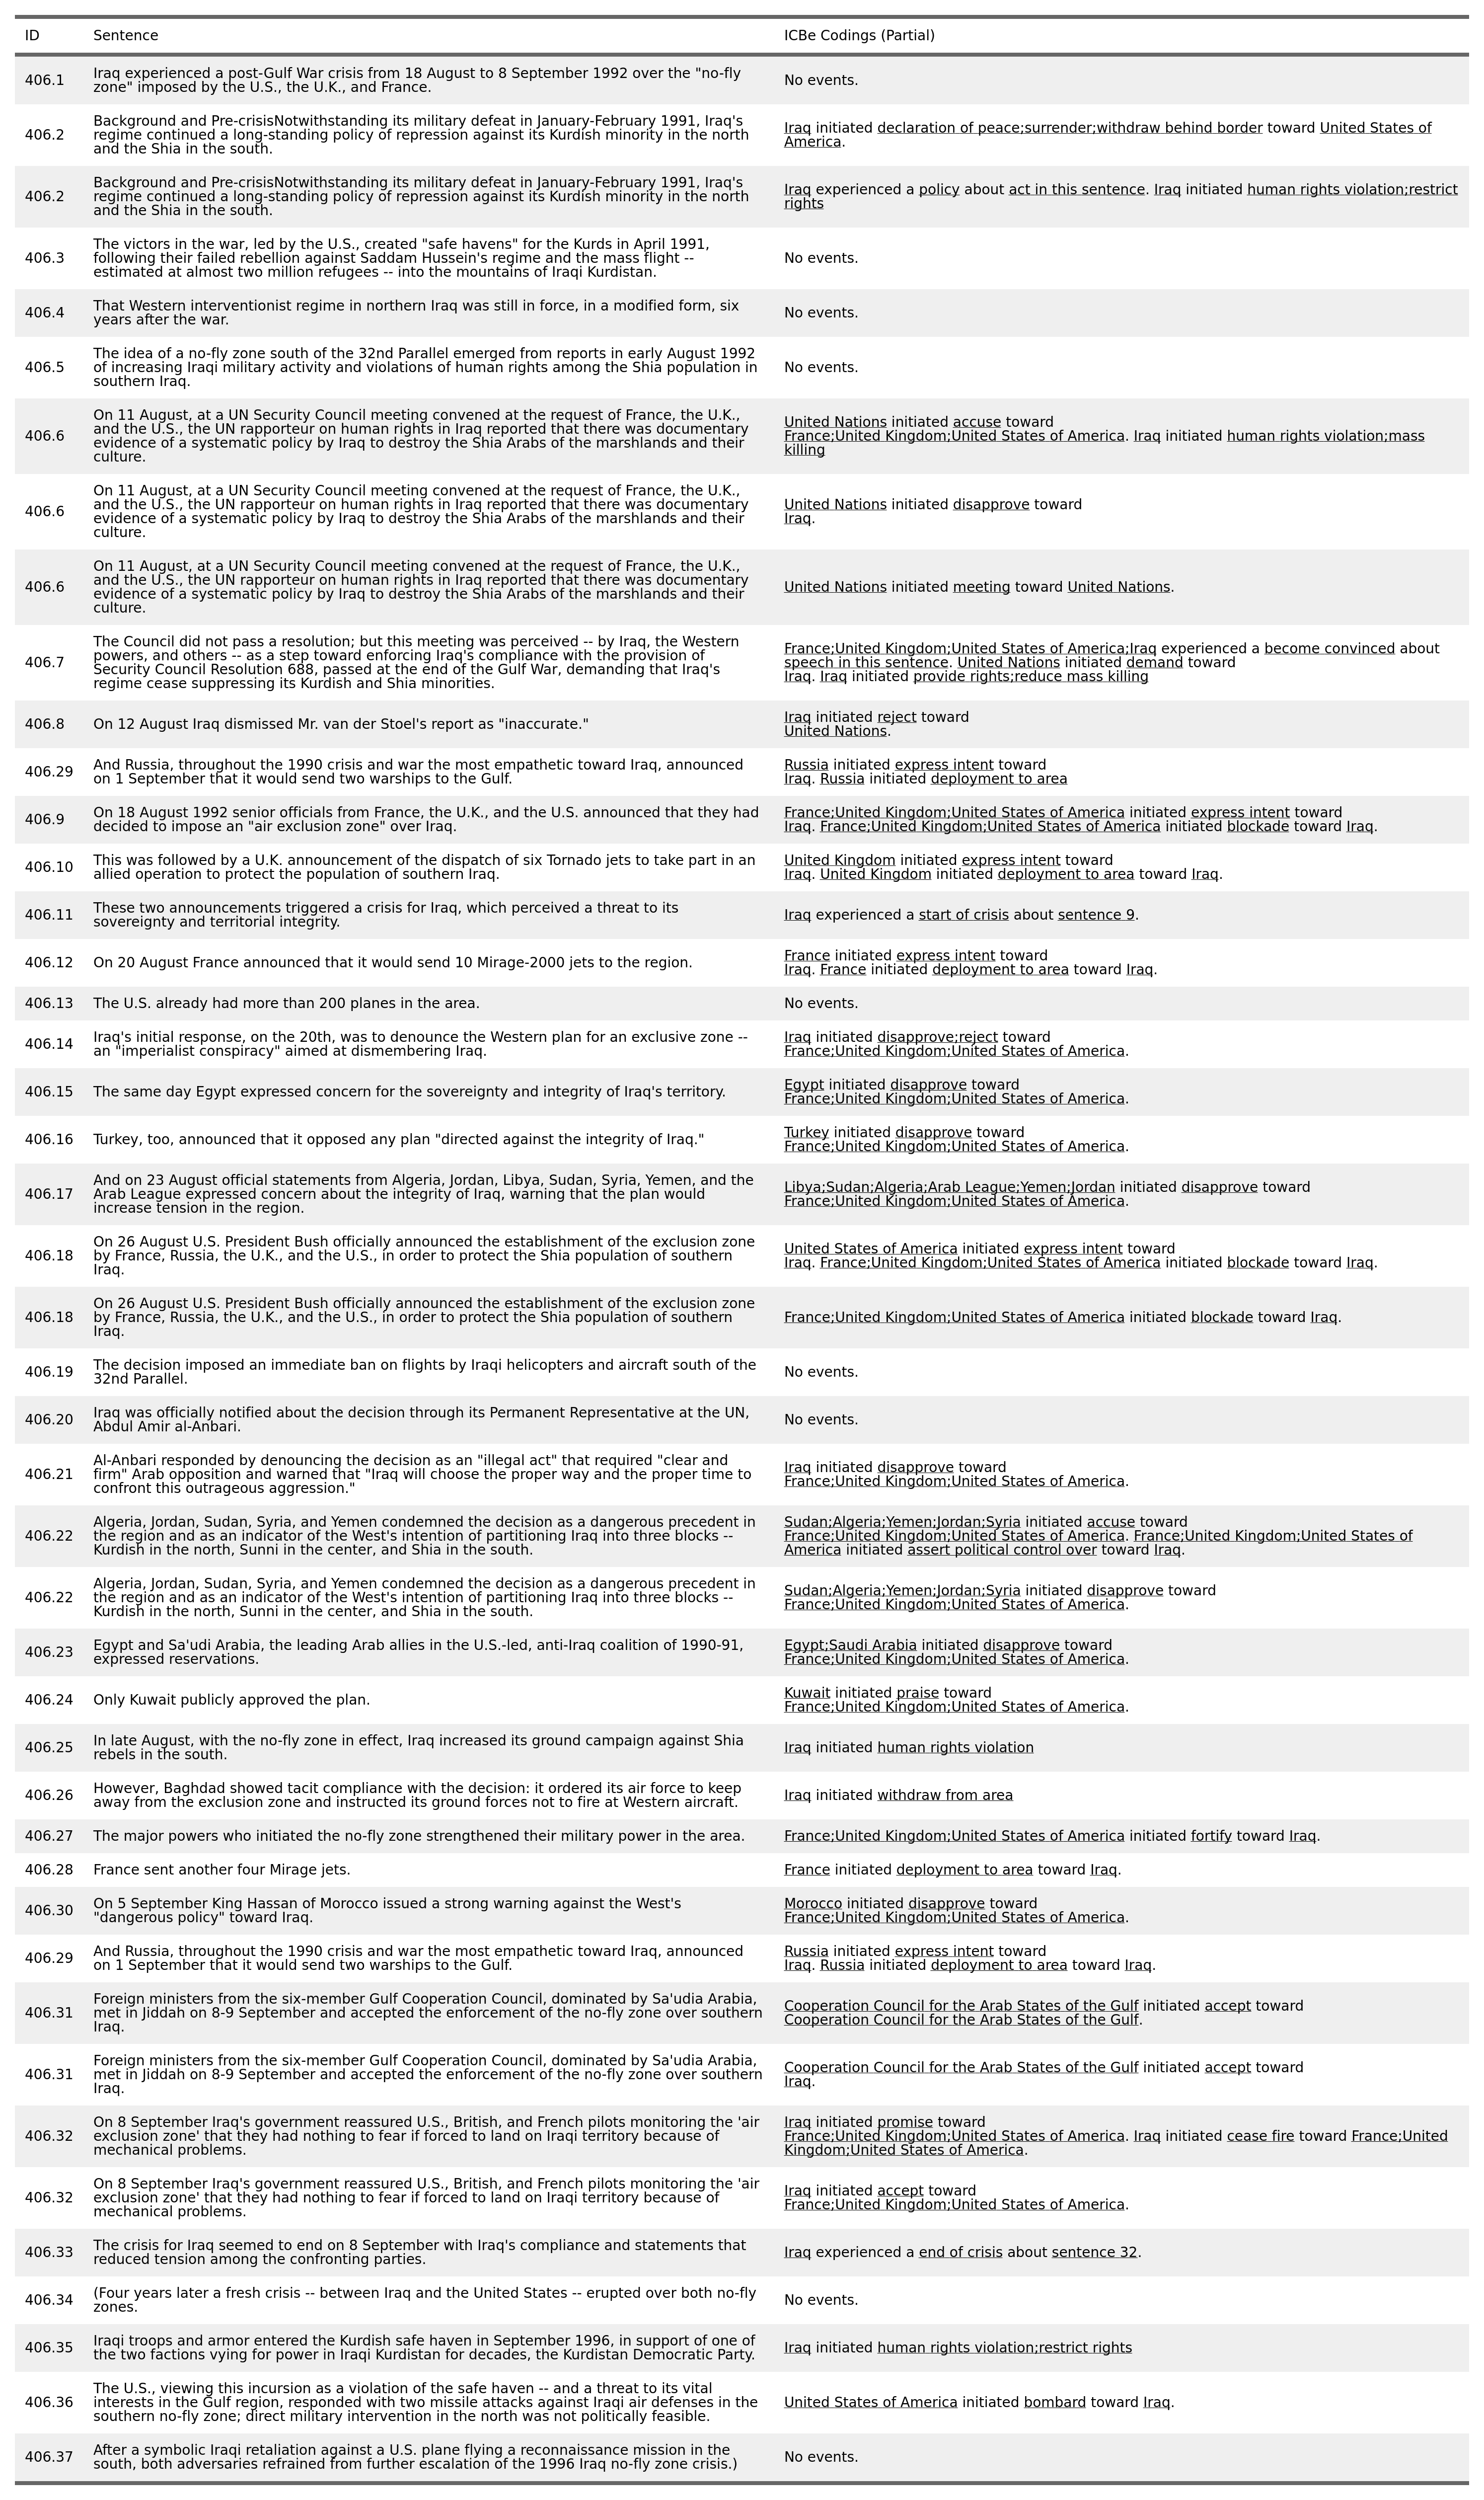 ID Sentence ICBe Codings (Partial)
406.1 Iraq experienced a post-Gulf War crisis from 18 August to 8 September 1992 over the "no-fly
zone" imposed by the U.S., the U.K., and France.
No events.
406.2 Background and Pre-crisisNotwithstanding its military defeat in January-February 1991, Iraq's
regime continued a long-standing policy of repression against its Kurdish minority in the north
and the Shia in the south.
Iraq initiated declaration of peace;surrender;withdraw behind border toward United States of
America.
406.2 Background and Pre-crisisNotwithstanding its military defeat in January-February 1991, Iraq's
regime continued a long-standing policy of repression against its Kurdish minority in the north
and the Shia in the south.
Iraq experienced a policy about act in this sentence. Iraq initiated human rights violation;restrict
rights
406.3 The victors in the war, led by the U.S., created "safe havens" for the Kurds in April 1991,
following their failed rebellion against Saddam Hussein's regime and the mass flight --
estimated at almost two million refugees -- into the mountains of Iraqi Kurdistan.
No events.
406.4 That Western interventionist regime in northern Iraq was still in force, in a modified form, six
years after the war.
No events.
406.5 The idea of a no-fly zone south of the 32nd Parallel emerged from reports in early August 1992
of increasing Iraqi military activity and violations of human rights among the Shia population in
southern Iraq.
No events.
406.6 On 11 August, at a UN Security Council meeting convened at the request of France, the U.K.,
and the U.S., the UN rapporteur on human rights in Iraq reported that there was documentary
evidence of a systematic policy by Iraq to destroy the Shia Arabs of the marshlands and their
culture.
United Nations initiated accuse toward
France;United Kingdom;United States of America. Iraq initiated human rights violation;mass
killing
406.6 On 11 August, at a UN Security Council meeting convened at the request of France, the U.K.,
and the U.S., the UN rapporteur on human rights in Iraq reported that there was documentary
evidence of a systematic policy by Iraq to destroy the Shia Arabs of the marshlands and their
culture.
United Nations initiated disapprove toward
Iraq.
406.6 On 11 August, at a UN Security Council meeting convened at the request of France, the U.K.,
and the U.S., the UN rapporteur on human rights in Iraq reported that there was documentary
evidence of a systematic policy by Iraq to destroy the Shia Arabs of the marshlands and their
culture.
United Nations initiated meeting toward United Nations.
406.7 The Council did not pass a resolution; but this meeting was perceived -- by Iraq, the Western
powers, and others -- as a step toward enforcing Iraq's compliance with the provision of
Security Council Resolution 688, passed at the end of the Gulf War, demanding that Iraq's
regime cease suppressing its Kurdish and Shia minorities.
France;United Kingdom;United States of America;Iraq experienced a become convinced about
speech in this sentence. United Nations initiated demand toward
Iraq. Iraq initiated provide rights;reduce mass killing
406.8 On 12 August Iraq dismissed Mr. van der Stoel's report as "inaccurate."
Iraq initiated reject toward
United Nations.
406.29 And Russia, throughout the 1990 crisis and war the most empathetic toward Iraq, announced
on 1 September that it would send two warships to the Gulf.
Russia initiated express intent toward
Iraq. Russia initiated deployment to area
406.9 On 18 August 1992 senior officials from France, the U.K., and the U.S. announced that they had
decided to impose an "air exclusion zone" over Iraq.
France;United Kingdom;United States of America initiated express intent toward
Iraq. France;United Kingdom;United States of America initiated blockade toward Iraq.
406.10 This was followed by a U.K. announcement of the dispatch of six Tornado jets to take part in an
allied operation to protect the population of southern Iraq.
United Kingdom initiated express intent toward
Iraq. United Kingdom initiated deployment to area toward Iraq.
406.11 These two announcements triggered a crisis for Iraq, which perceived a threat to its
sovereignty and territorial integrity.
Iraq experienced a start of crisis about sentence 9.
406.12 On 20 August France announced that it would send 10 Mirage-2000 jets to the region.
France initiated express intent toward
Iraq. France initiated deployment to area toward Iraq.
406.13 The U.S. already had more than 200 planes in the area.
No events.
406.14 Iraq's initial response, on the 20th, was to denounce the Western plan for an exclusive zone --
an "imperialist conspiracy" aimed at dismembering Iraq.
Iraq initiated disapprove;reject toward
France;United Kingdom;United States of America.
406.15 The same day Egypt expressed concern for the sovereignty and integrity of Iraq's territory.
Egypt initiated disapprove toward
France;United Kingdom;United States of America.
406.16 Turkey, too, announced that it opposed any plan "directed against the integrity of Iraq."
Turkey initiated disapprove toward
France;United Kingdom;United States of America.
406.17 And on 23 August official statements from Algeria, Jordan, Libya, Sudan, Syria, Yemen, and the
Arab League expressed concern about the integrity of Iraq, warning that the plan would
increase tension in the region.
Libya;Sudan;Algeria;Arab League;Yemen;Jordan initiated disapprove toward
France;United Kingdom;United States of America.
406.18 On 26 August U.S. President Bush officially announced the establishment of the exclusion zone
by France, Russia, the U.K., and the U.S., in order to protect the Shia population of southern
Iraq.
United States of America initiated express intent toward
Iraq. France;United Kingdom;United States of America initiated blockade toward Iraq.
406.18 On 26 August U.S. President Bush officially announced the establishment of the exclusion zone
by France, Russia, the U.K., and the U.S., in order to protect the Shia population of southern
Iraq.
France;United Kingdom;United States of America initiated blockade toward Iraq.
406.19 The decision imposed an immediate ban on flights by Iraqi helicopters and aircraft south of the
32nd Parallel.
No events.
406.20 Iraq was officially notified about the decision through its Permanent Representative at the UN,
Abdul Amir al-Anbari.
No events.
406.21 Al-Anbari responded by denouncing the decision as an "illegal act" that required "clear and
firm" Arab opposition and warned that "Iraq will choose the proper way and the proper time to
confront this outrageous aggression."
Iraq initiated disapprove toward
France;United Kingdom;United States of America.
406.22 Algeria, Jordan, Sudan, Syria, and Yemen condemned the decision as a dangerous precedent in
the region and as an indicator of the West's intention of partitioning Iraq into three blocks --
Kurdish in the north, Sunni in the center, and Shia in the south.
Sudan;Algeria;Yemen;Jordan;Syria initiated accuse toward
France;United Kingdom;United States of America. France;United Kingdom;United States of
America initiated assert political control over toward Iraq.
406.22 Algeria, Jordan, Sudan, Syria, and Yemen condemned the decision as a dangerous precedent in
the region and as an indicator of the West's intention of partitioning Iraq into three blocks --
Kurdish in the north, Sunni in the center, and Shia in the south.
Sudan;Algeria;Yemen;Jordan;Syria initiated disapprove toward
France;United Kingdom;United States of America.
406.23 Egypt and Sa'udi Arabia, the leading Arab allies in the U.S.-led, anti-Iraq coalition of 1990-91,
expressed reservations.
Egypt;Saudi Arabia initiated disapprove toward
France;United Kingdom;United States of America.
406.24 Only Kuwait publicly approved the plan.
Kuwait initiated praise toward
France;United Kingdom;United States of America.
406.25 In late August, with the no-fly zone in effect, Iraq increased its ground campaign against Shia
rebels in the south.
Iraq initiated human rights violation
406.26 However, Baghdad showed tacit compliance with the decision: it ordered its air force to keep
away from the exclusion zone and instructed its ground forces not to fire at Western aircraft.
Iraq initiated withdraw from area
406.27 The major powers who initiated the no-fly zone strengthened their military power in the area.
France;United Kingdom;United States of America initiated fortify toward Iraq.
406.28 France sent another four Mirage jets.
France initiated deployment to area toward Iraq.
406.30 On 5 September King Hassan of Morocco issued a strong warning against the West's
"dangerous policy" toward Iraq.
Morocco initiated disapprove toward
France;United Kingdom;United States of America.
406.29 And Russia, throughout the 1990 crisis and war the most empathetic toward Iraq, announced
on 1 September that it would send two warships to the Gulf.
Russia initiated express intent toward
Iraq. Russia initiated deployment to area toward Iraq.
406.31 Foreign ministers from the six-member Gulf Cooperation Council, dominated by Sa'udia Arabia,
met in Jiddah on 8-9 September and accepted the enforcement of the no-fly zone over southern
Iraq.
Cooperation Council for the Arab States of the Gulf initiated accept toward
Cooperation Council for the Arab States of the Gulf.
406.31 Foreign ministers from the six-member Gulf Cooperation Council, dominated by Sa'udia Arabia,
met in Jiddah on 8-9 September and accepted the enforcement of the no-fly zone over southern
Iraq.
Cooperation Council for the Arab States of the Gulf initiated accept toward
Iraq.
406.32 On 8 September Iraq's government reassured U.S., British, and French pilots monitoring the 'air
exclusion zone' that they had nothing to fear if forced to land on Iraqi territory because of
mechanical problems.
Iraq initiated promise toward
France;United Kingdom;United States of America. Iraq initiated cease fire toward France;United
Kingdom;United States of America.
406.32 On 8 September Iraq's government reassured U.S., British, and French pilots monitoring the 'air
exclusion zone' that they had nothing to fear if forced to land on Iraqi territory because of
mechanical problems.
Iraq initiated accept toward
France;United Kingdom;United States of America.
406.33 The crisis for Iraq seemed to end on 8 September with Iraq's compliance and statements that
reduced tension among the confronting parties.
Iraq experienced a end of crisis about sentence 32.
406.34 (Four years later a fresh crisis -- between Iraq and the United States -- erupted over both no-fly
zones.
No events.
406.35 Iraqi troops and armor entered the Kurdish safe haven in September 1996, in support of one of
the two factions vying for power in Iraqi Kurdistan for decades, the Kurdistan Democratic Party.
Iraq initiated human rights violation;restrict rights
406.36 The U.S., viewing this incursion as a violation of the safe haven -- and a threat to its vital
interests in the Gulf region, responded with two missile attacks against Iraqi air defenses in the
southern no-fly zone; direct military intervention in the north was not politically feasible.
United States of America initiated bombard toward Iraq.
406.37 After a symbolic Iraqi retaliation against a U.S. plane flying a reconnaissance mission in the
south, both adversaries refrained from further escalation of the 1996 Iraq no-fly zone crisis.)
No events.